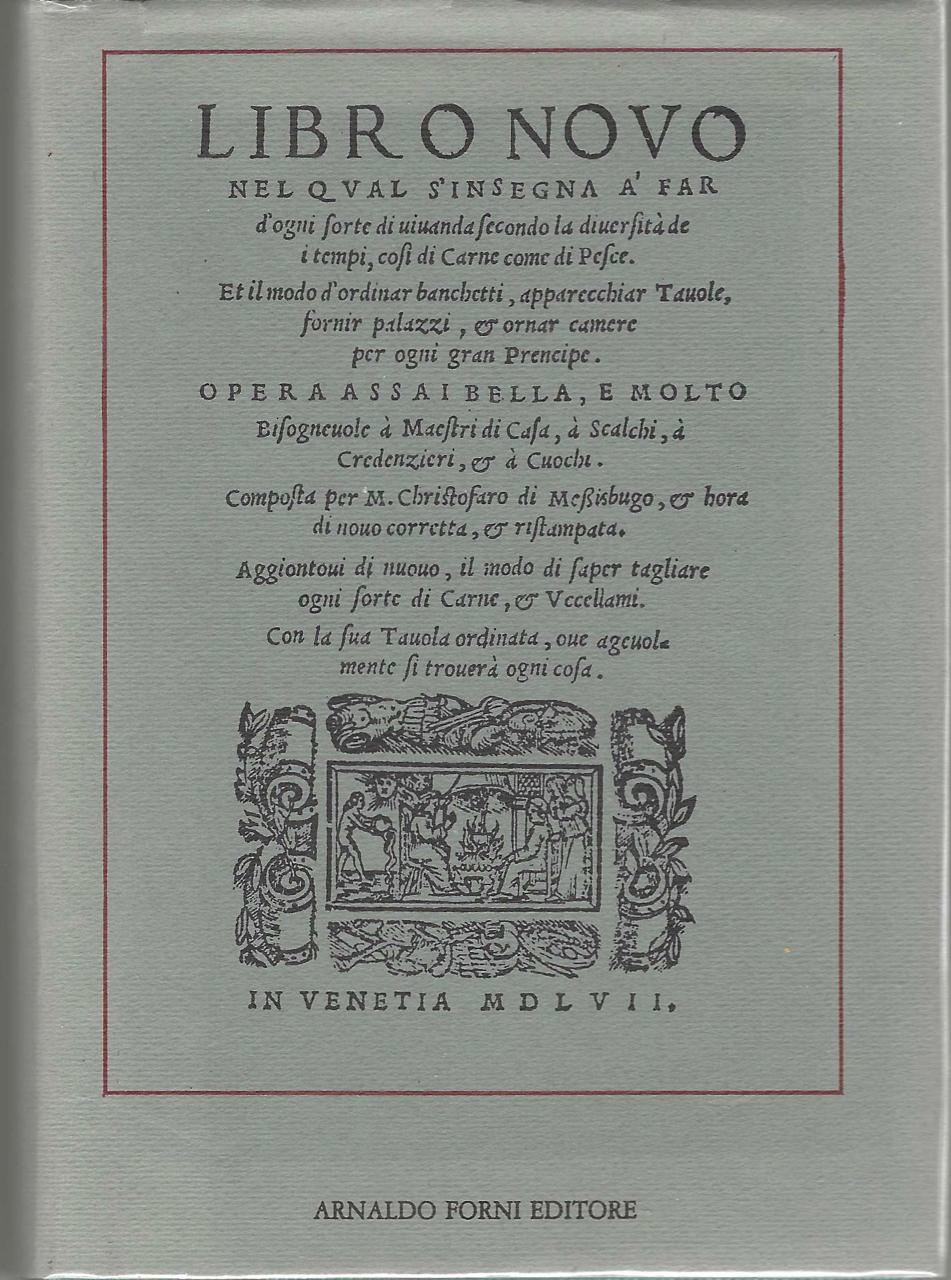 LIBRO NOVO
NEL QVAL S'INSEGNA A' FAR
d'ogni ſorte di uiuanda ſecondo la diuerſità de
i tempi, coſi di Carne come di Peſce.
Et il modo d'ordinar banchetti, apparecchiar Tauole,
fornir palazzi, & ornar camere
per ogni gran Prencipe.
OPERA ASSAI BELLA, E MOLTO
Biſogneuole à Maeſtri di Caſa, à Scalchi, à
Credenzieri, & à Cuochi.
Compoſta per M. Chriſtofaro di Meßisbugo, & hora
di nouo corretta, & riſtampata.
Aggiontoui di nuouo, il modo di ſaper tagliare
ogni ſorte di Carne, & Vccellami.
Con la ſua Tauola ordinata, oue ageuole
mente ſi trouerà ogni coſa.
IN VENETIA MDLVII.
ARNALDO FORNI EDITORE